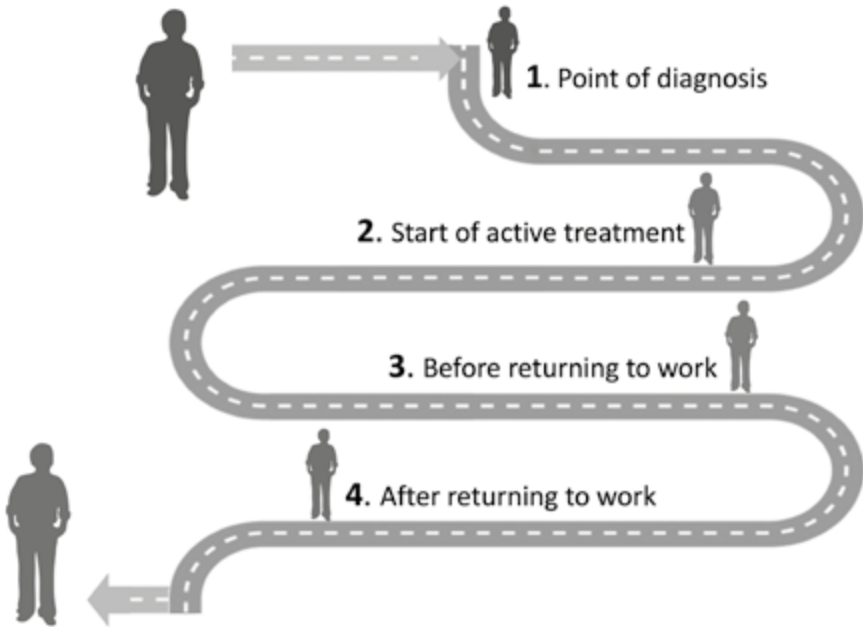 1. Point of diagnosis
2. Start of active treatment
3. Before returning to work
4. After returning to work